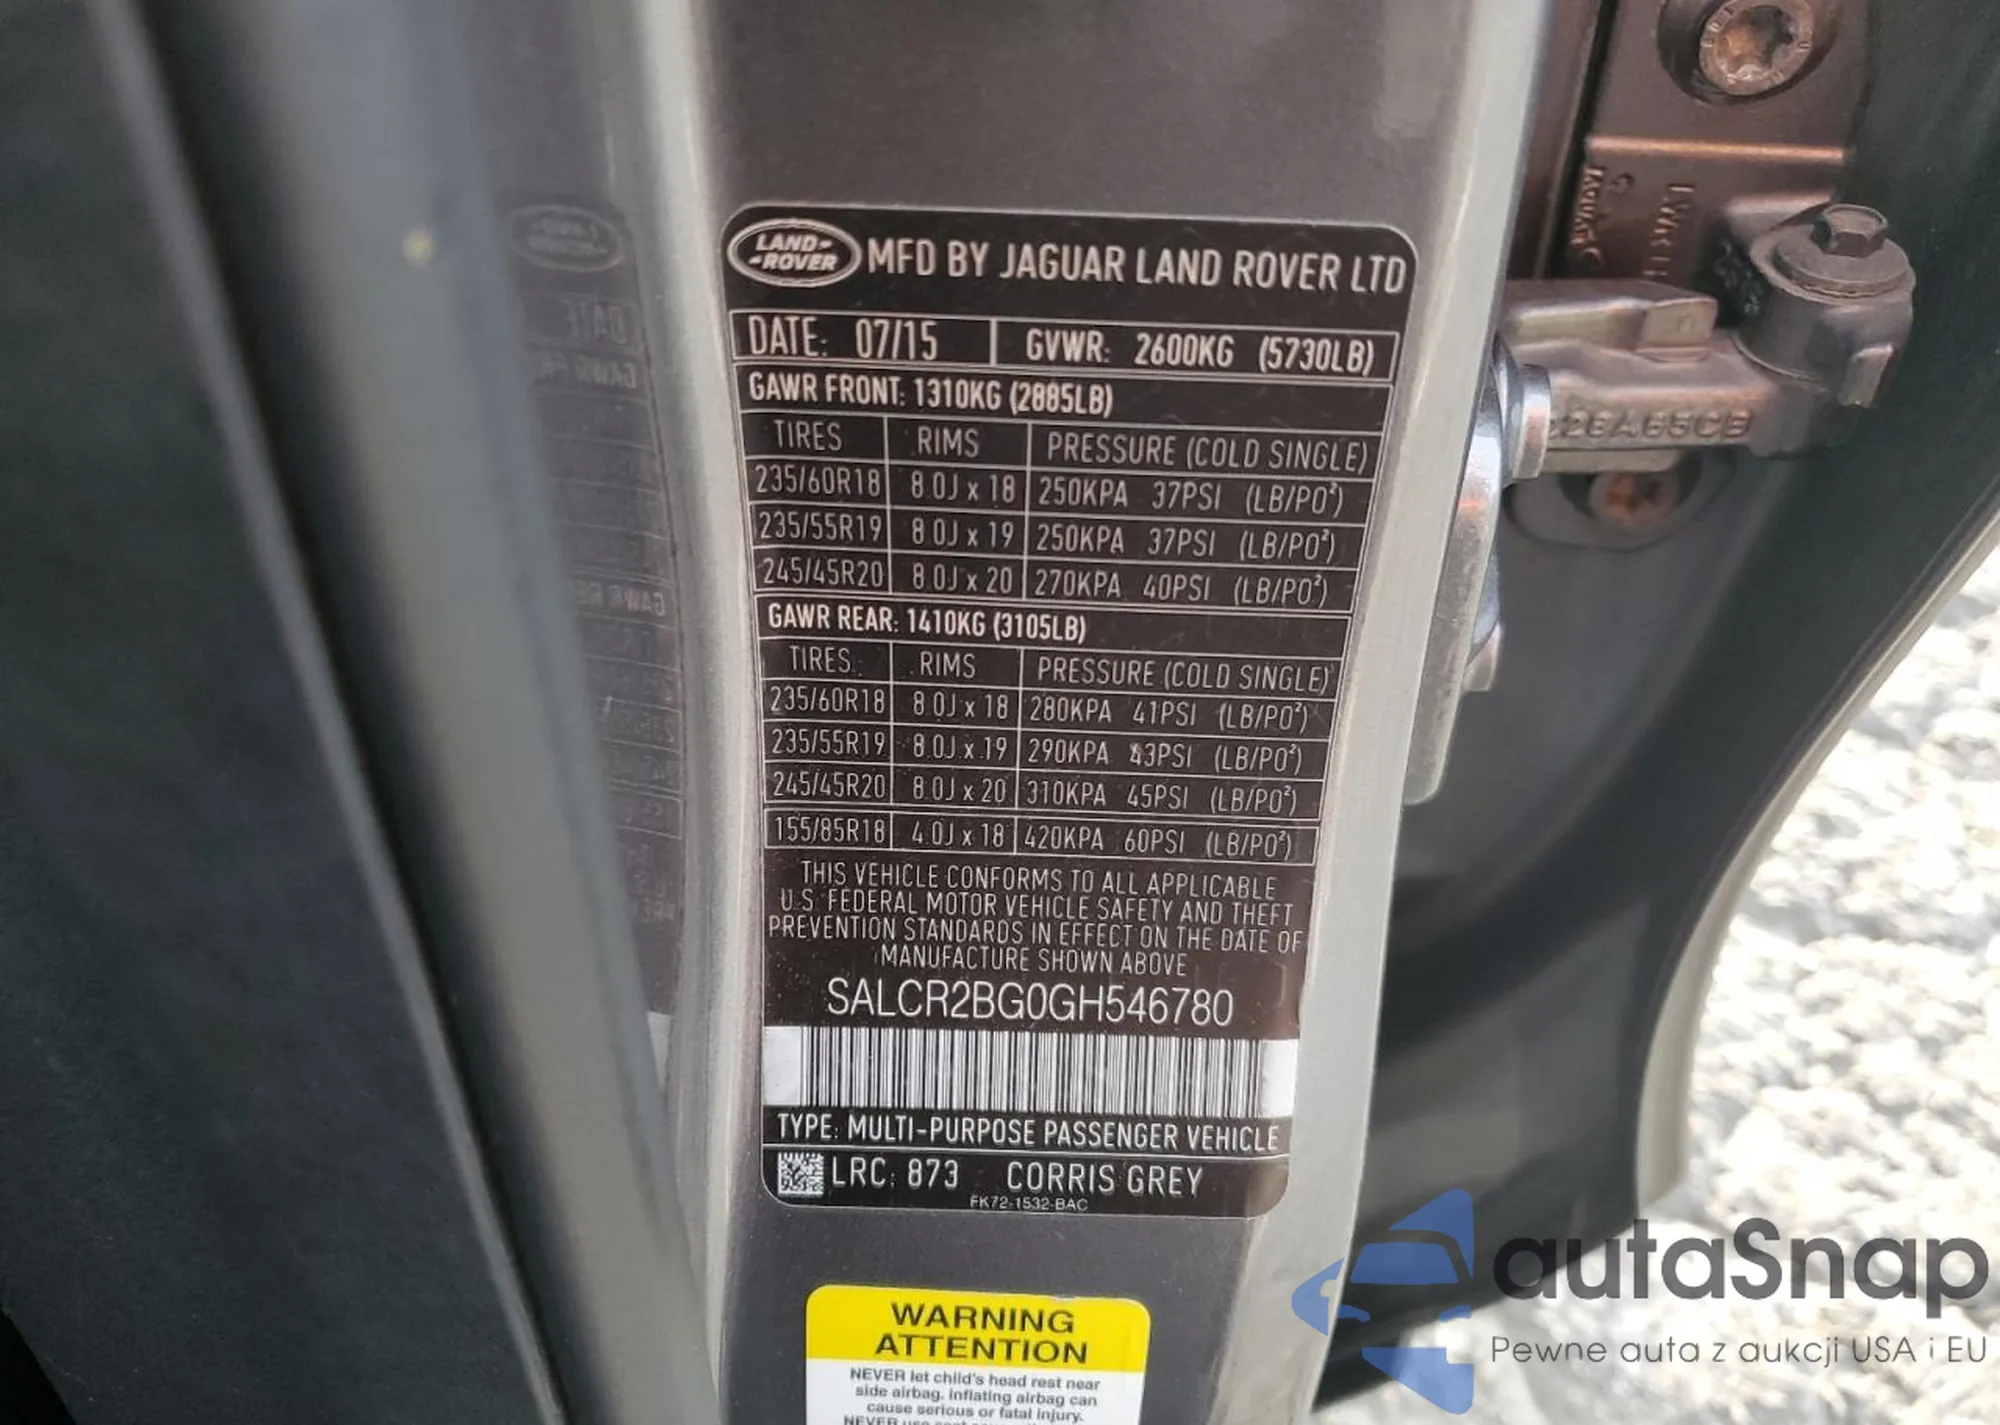 LAND-
-ROVER
MFD BY JAGUAR LAND ROVER LTD
DATE: 07/15 GVWR: 2600KG (5730LB)
GAWR FRONT: 1310KG (2885LB)
TIRES RIMS PRESSURE (COLD SINGLE)
235/60R18 8.0J x 18 250KPA 37PSI (LB/PO²)
235/55R19 8.0J x 19 250KPA 37PSI (LB/PO²)
245/45R20 8.0J x 20 270KPA 40PSI (LB/PO²)
GAWR REAR: 1410KG (3105LB)
TIRES RIMS PRESSURE (COLD SINGLE)
235/60R18 8.0J x 18 280KPA 41PSI (LB/PO²)
235/55R19 8.0J x 19 290KPA 43PSI (LB/PO²)
245/45R20 8.0J x 20 310KPA 45PSI (LB/PO²)
155/85R18 4.0J x 18 420KPA 60PSI (LB/PO²)
THIS VEHICLE CONFORMS TO ALL APPLICABLE
U.S. FEDERAL MOTOR VEHICLE SAFETY AND THEFT
PREVENTION STANDARDS IN EFFECT ON THE DATE OF
MANUFACTURE SHOWN ABOVE
SALCR2BG0GH546780
TYPE: MULTI-PURPOSE PASSENGER VEHICLE
LRC: 873 CORRIS GREY
FK72-1532-BAC
WARNING
ATTENTION
NEVER let child's head rest near
side airbag. Inflating airbag can
cause serious or fatal injury.
NEVER use
autaSnap
Pewne auta z aukcji USA i EU